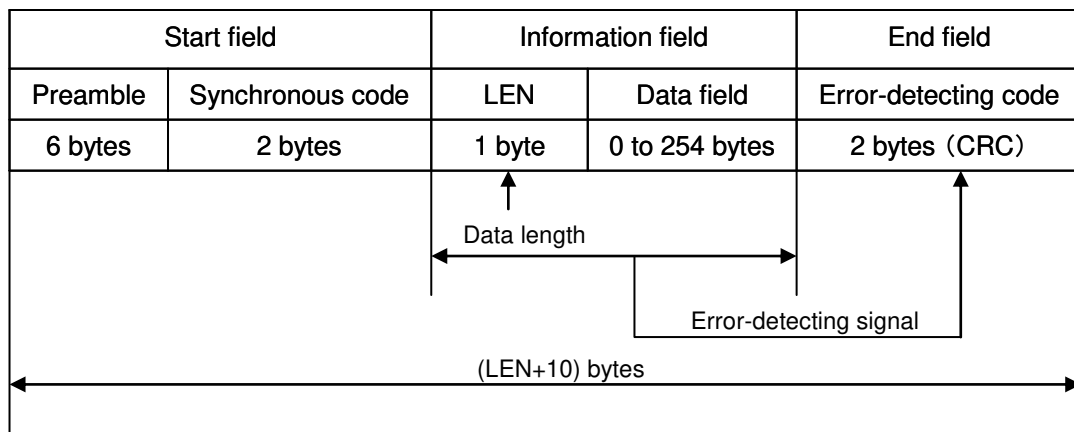 Start field Information field End field
Preamble Synchronous code LEN Data field Error-detecting code
6 bytes 2 bytes 1 byte 0 to 254 bytes 2 bytes（CRC）
Data length
Error-detecting signal
(LEN+10) bytes